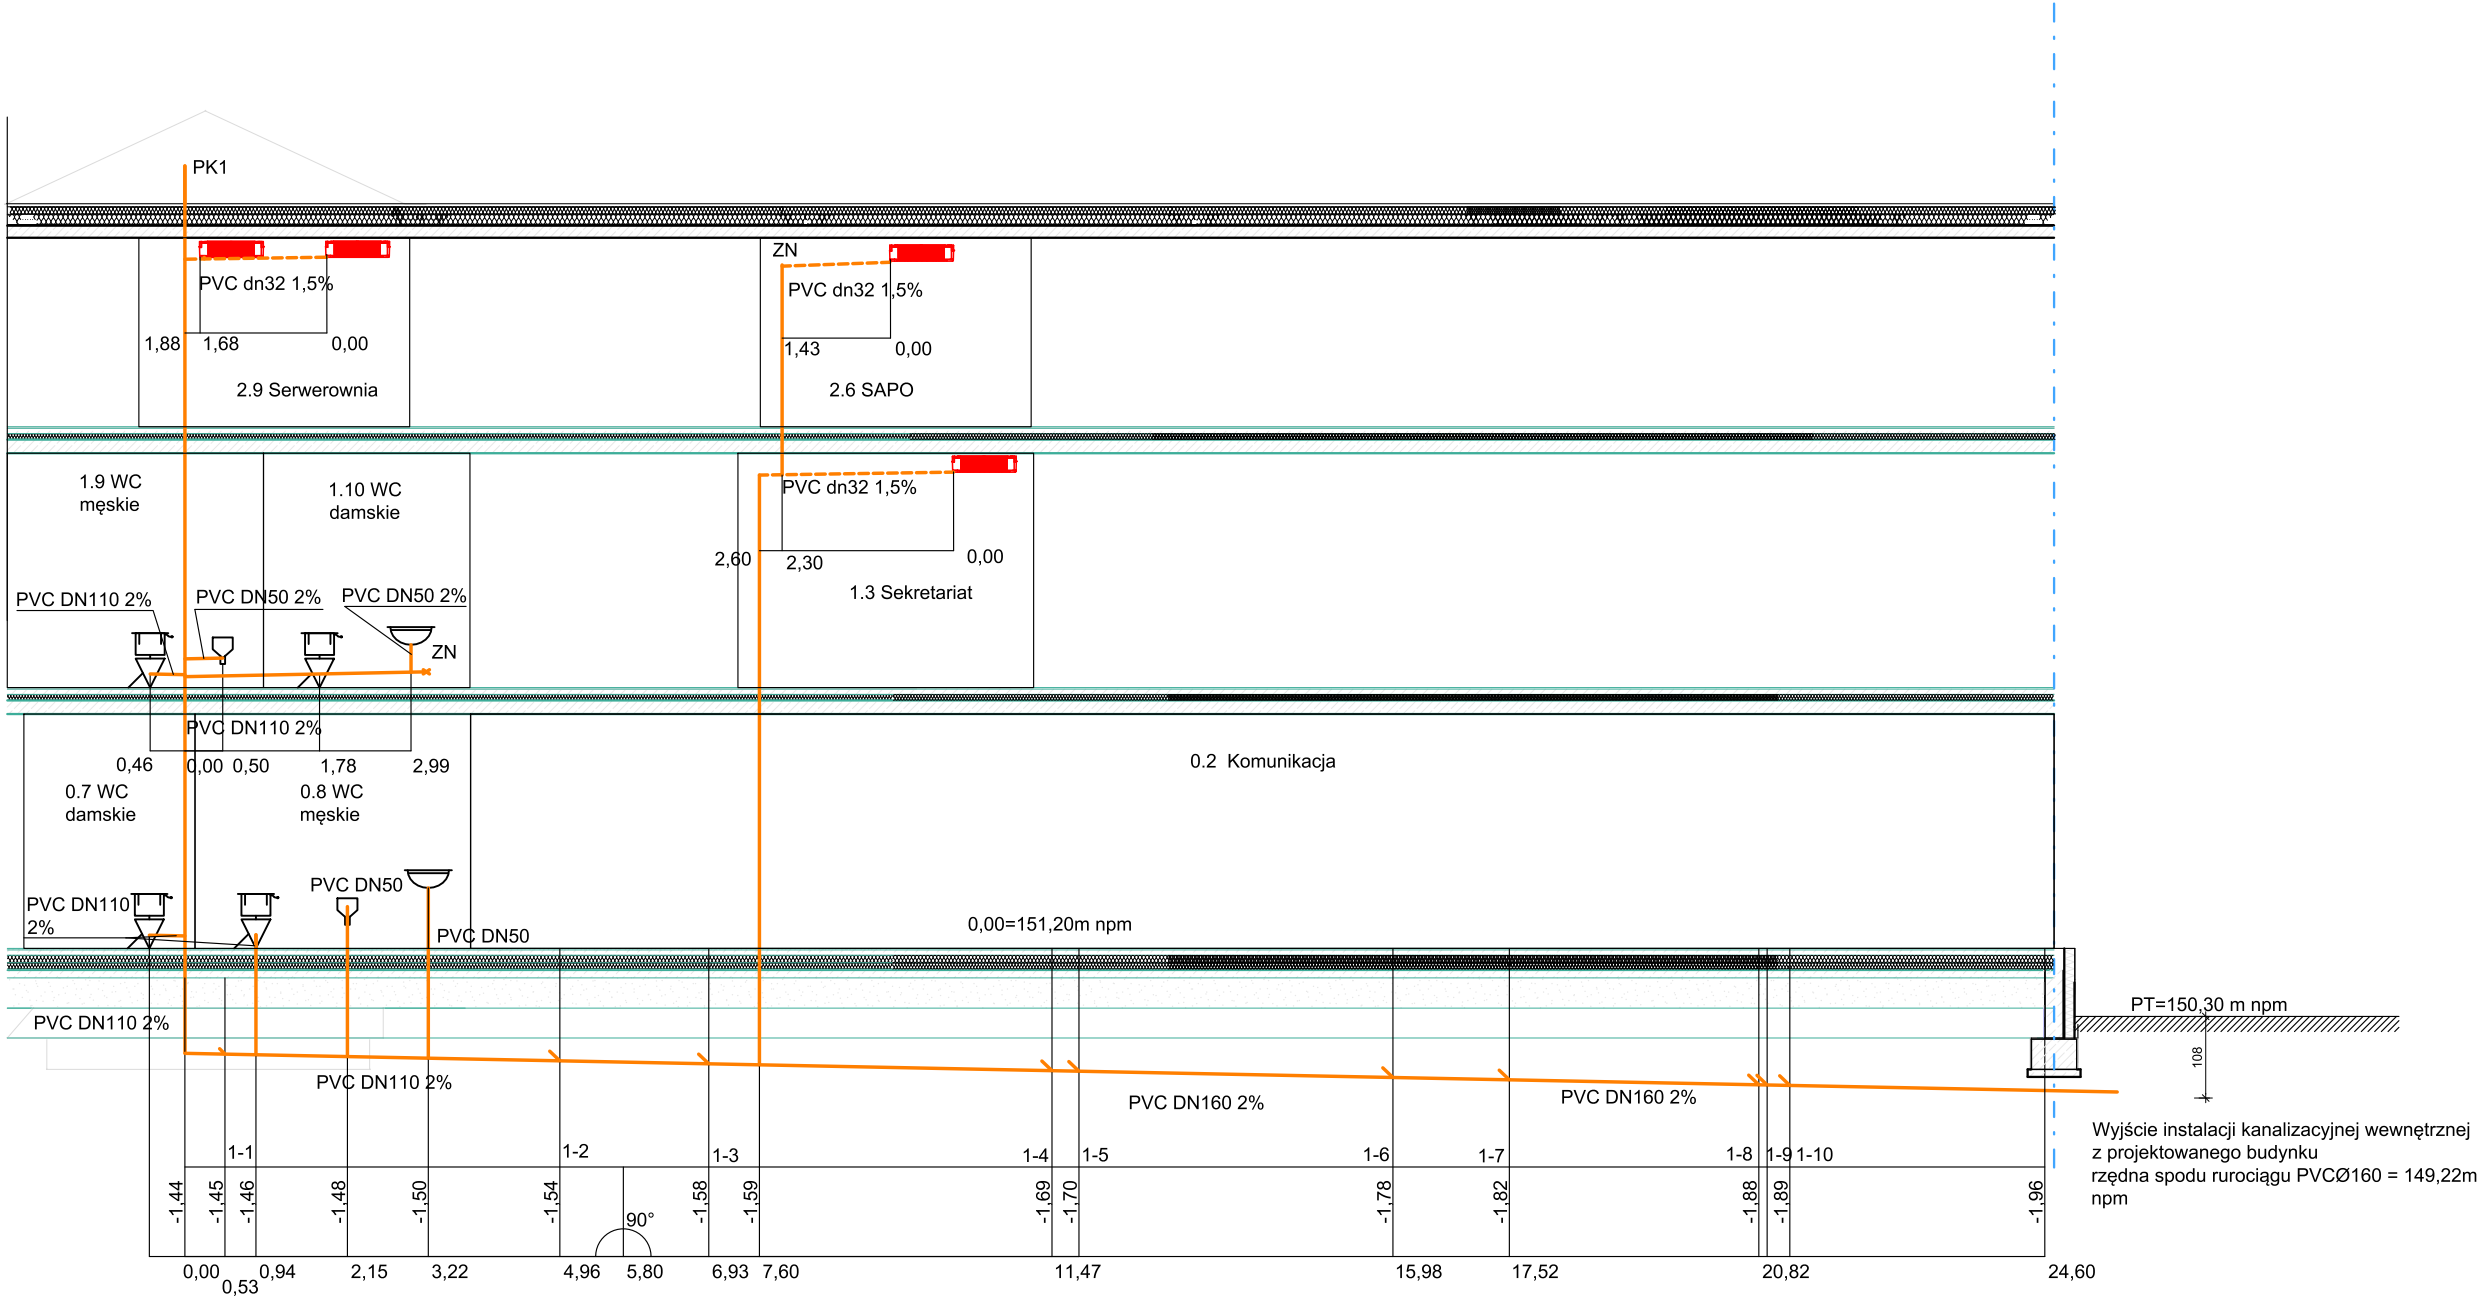 PK1
ZN
PVC dn32 1,5%
PVC dn32 1,5%
1,88
1,68
0,00
1,43
0,00
2.9 Serwerownia
2.6 SAPO
1.9 WC
męskie
1.10 WC
damskie
PVC dn32 1,5%
2,60
2,30
0,00
1.3 Sekretariat
PVC DN110 2%
PVC DN50 2%
PVC DN50 2%
ZN
PVC DN110 2%
0,46
0,00
0,50
1,78
2,99
0.2 Komunikacja
0.7 WC
damskie
0.8 WC
męskie
PVC DN50
PVC DN110
2%
PVC DN50
0,00=151,20m npm
PT=150,30 m npm
PVC DN110 2%
108
PVC DN110 2%
PVC DN160 2%
PVC DN160 2%
Wyjście instalacji kanalizacyjnej wewnętrznej
z projektowanego budynku
rzędna spodu rurociągu PVCØ160 = 149,22m
npm
1-1
1-2
1-3
1-4
1-5
1-6
1-7
1-8
1-9
1-10
-1,44
-1,45
-1,46
-1,48
-1,50
-1,54
-1,58
-1,59
-1,69
-1,70
-1,78
-1,82
-1,88
-1,89
-1,96
90°
0,00
0,53
0,94
2,15
3,22
4,96
5,80
6,93
7,60
11,47
15,98
17,52
20,82
24,60